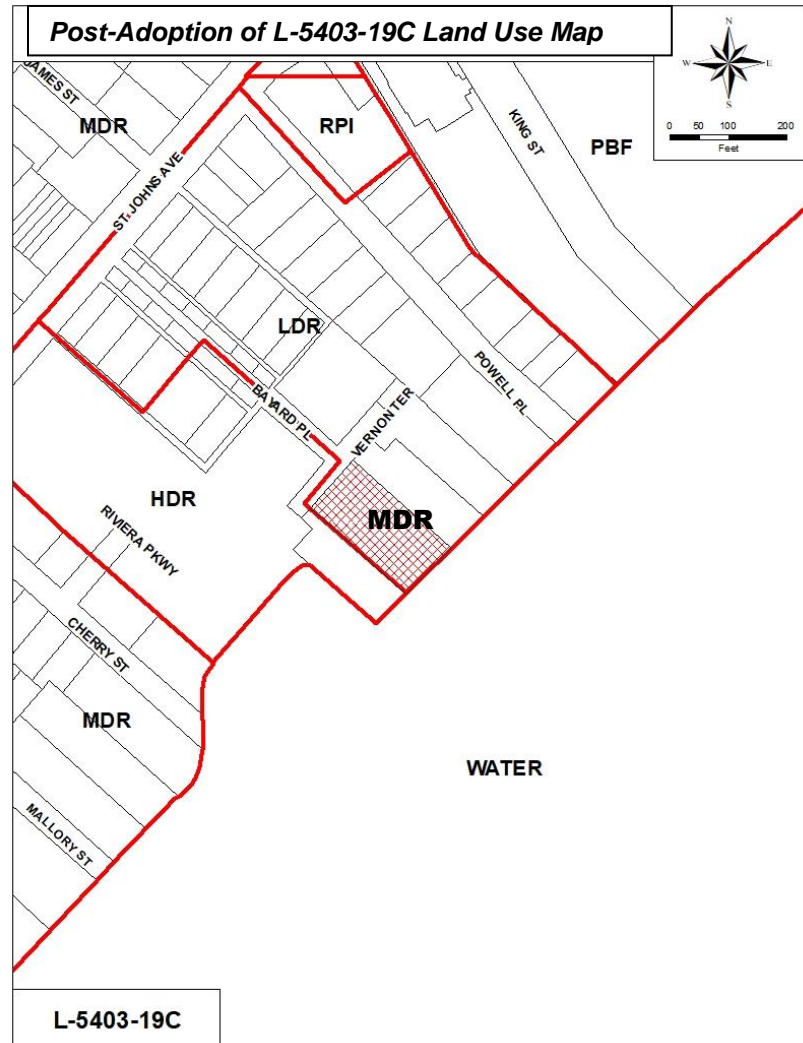 Post-Adoption of L-5403-19C Land Use Map
N
W
E
S
0 50 100 200
Feet
JAMES ST
MDR
RPI
KING ST
PBF
ST. JOHNS AVE
LDR
POWELL PL
BAYARD PL
VERNON TER
HDR
MDR
RIVIERA PKWY
CHERRY ST
MDR
WATER
MALLORY ST
L-5403-19C